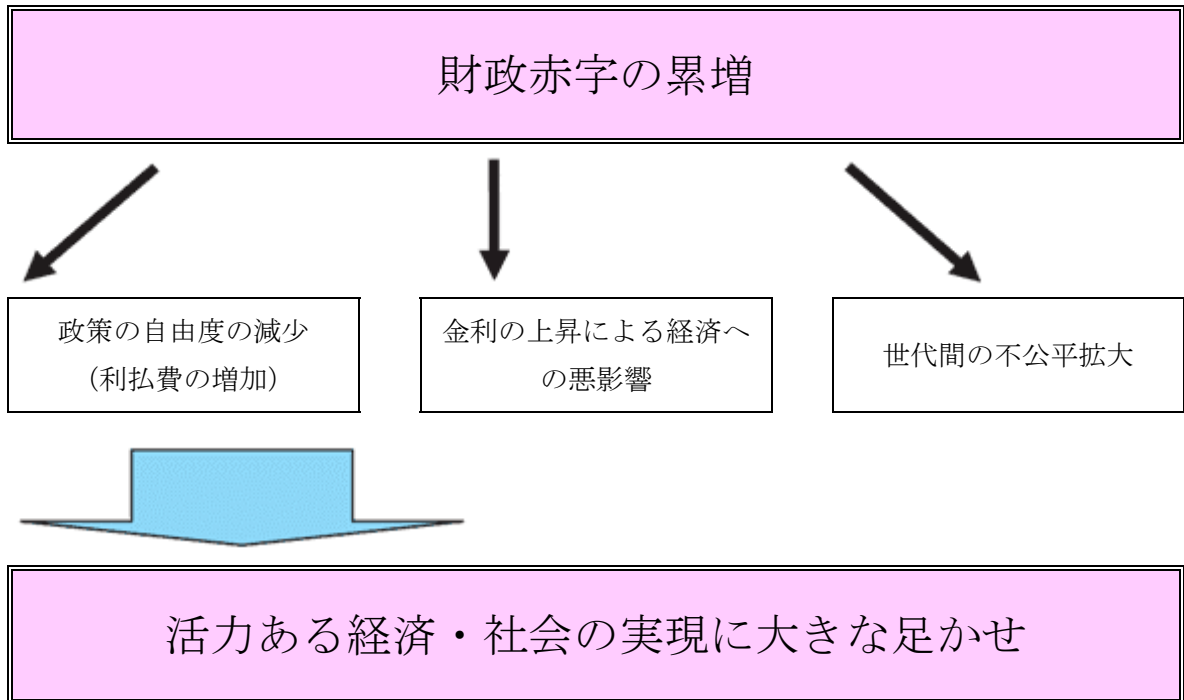 財政赤字の累増
政策の自由度の減少
（利払費の増加）
金利の上昇による経済へ
の悪影響
世代間の不公平拡大
活力ある経済・社会の実現に大きな足かせ